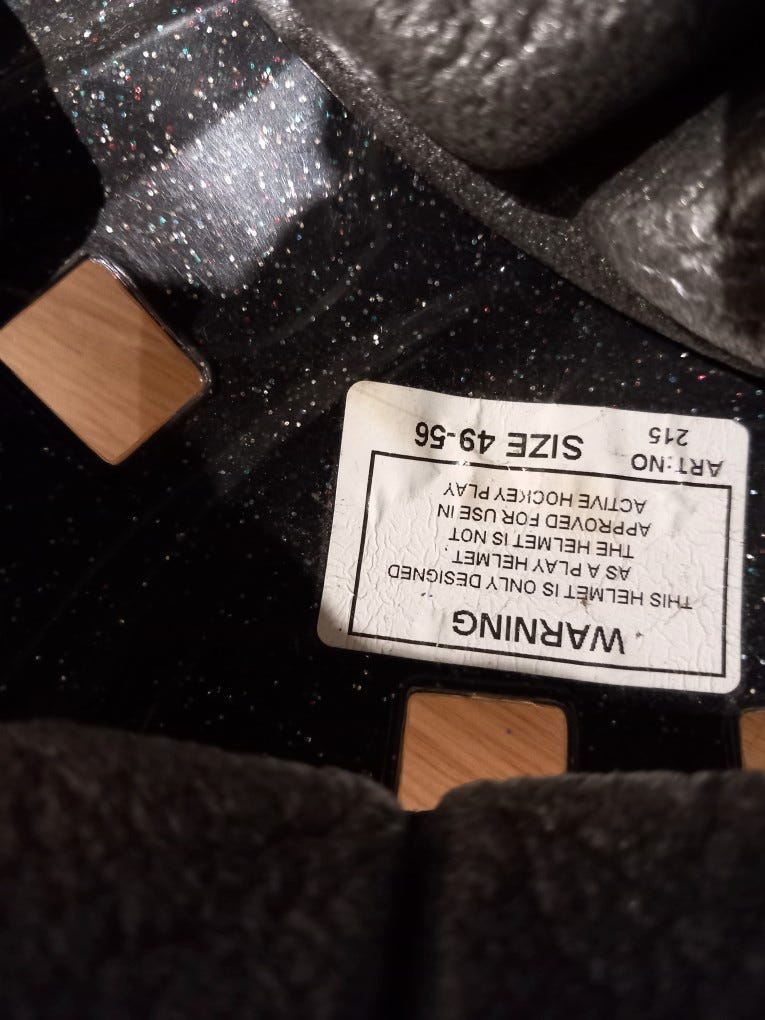 WARNING
THIS HELMET IS ONLY DESIGNED
AS A PLAY HELMET
THE HELMET IS NOT
APPROVED FOR USE IN
ACTIVE HOCKEY PLAY
ART:NO SIZE 49-56
215